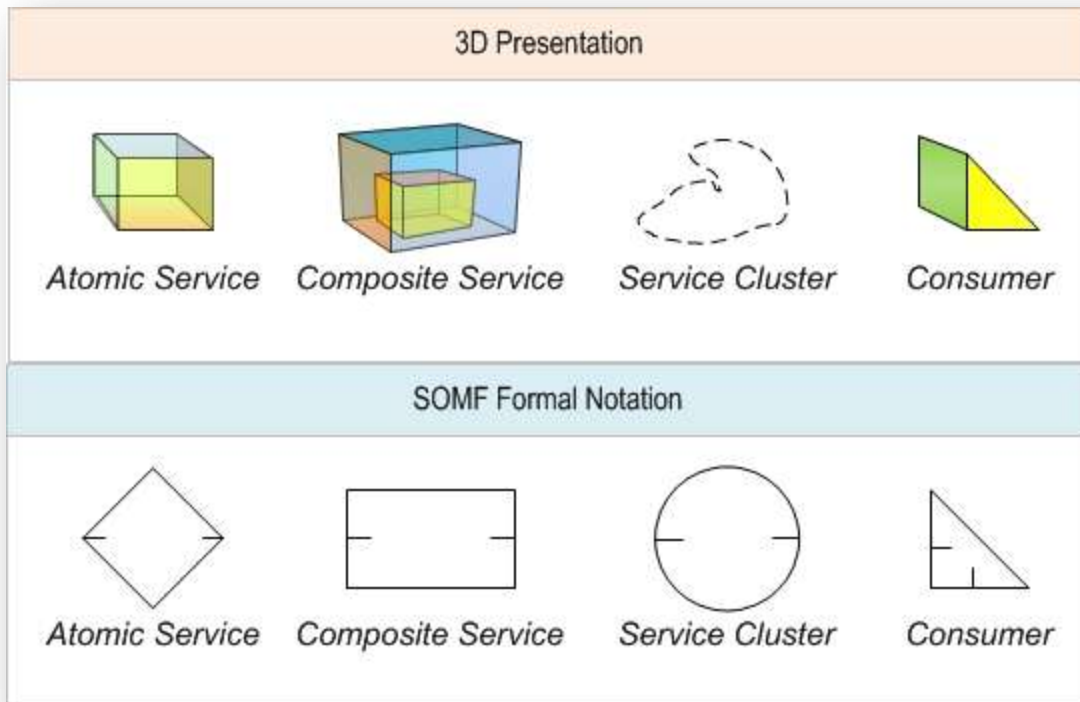 3D Presentation
Atomic Service Composite Service Service Cluster Consumer
SOMF Formal Notation
Atomic Service Composite Service Service Cluster Consumer